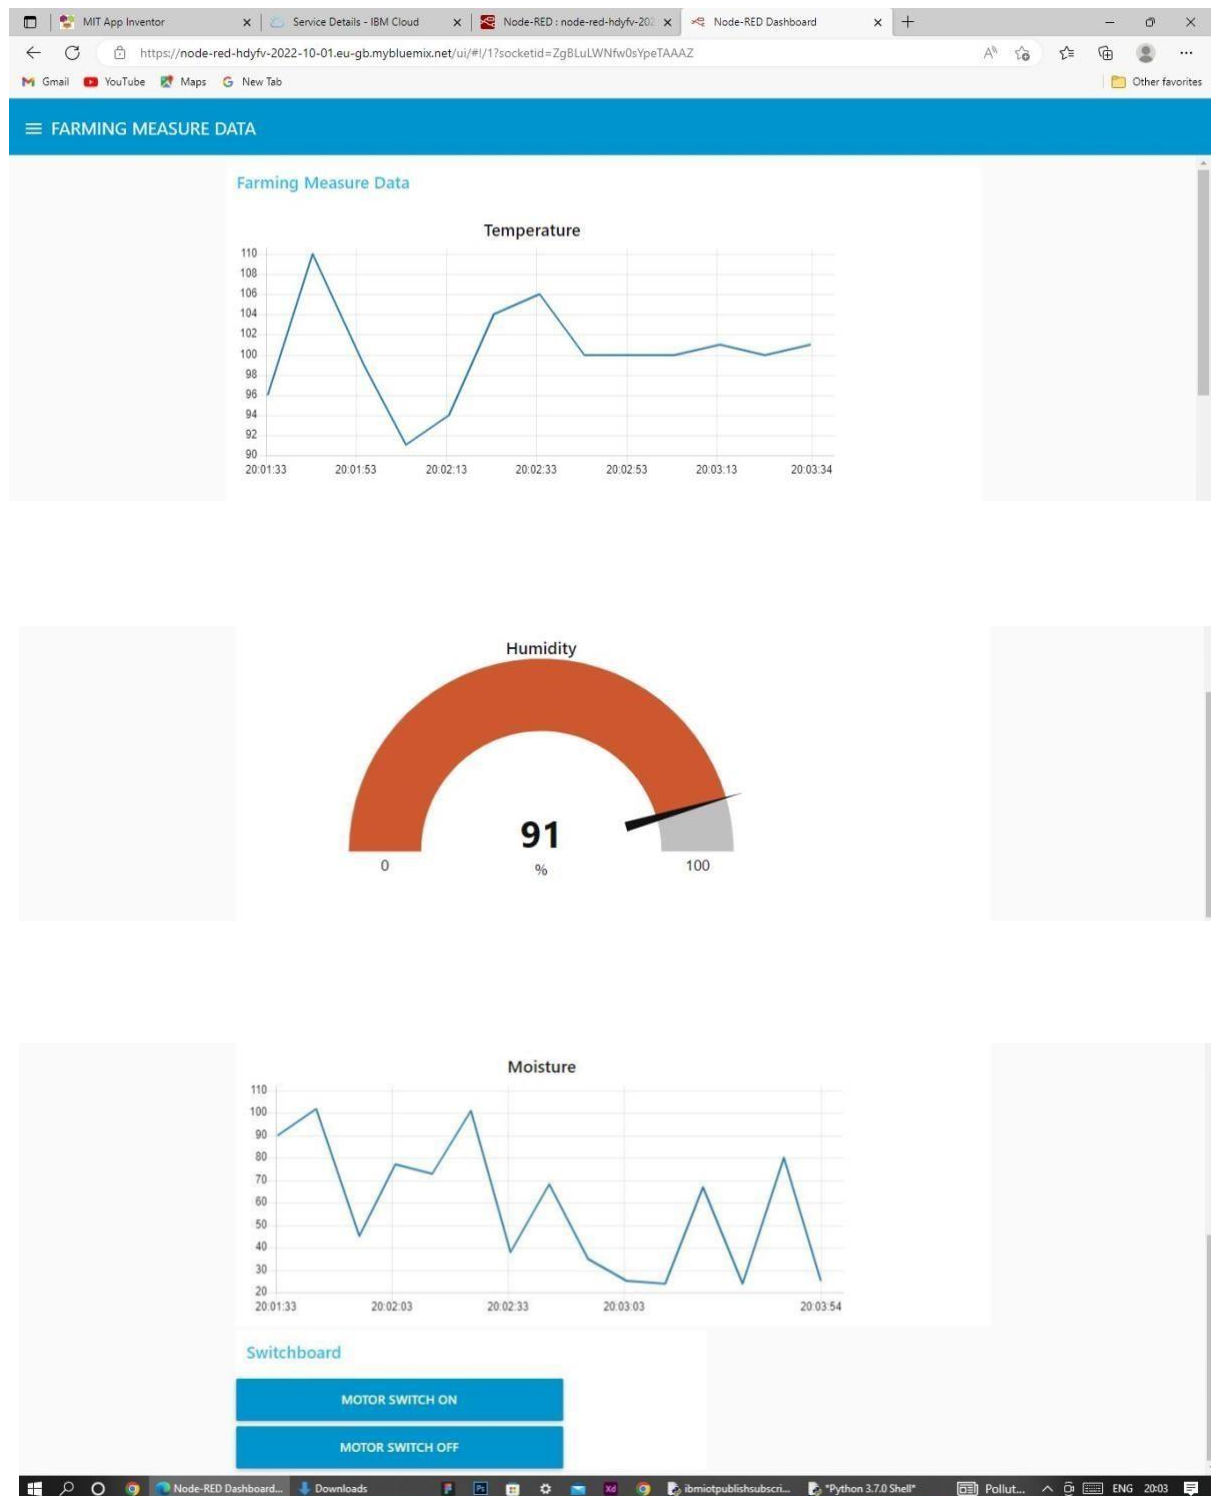 MIT App Inventor
Service Details - IBM Cloud
Node-RED : node-red-hdyfv-202
Node-RED Dashboard
https://node-red-hdyfv-2022-10-01.eu-gb.mybluemix.net/ui/#!/1?socketid=ZgBLuLWNfw0sYpeTAAAZ
Gmail YouTube Maps New Tab Other favorites
FARMING MEASURE DATA
Farming Measure Data
Temperature
110
108
106
104
102
100
98
96
94
92
90
20:01:33 20:01:53 20:02:13 20:02:33 20:02:53 20:03:13 20:03:34
Humidity
91
0 % 100
Moisture
110
100
90
80
70
60
50
40
30
20
20:01:33 20:02:03 20:02:33 20:03:03 20:03:54
Switchboard
MOTOR SWITCH ON
MOTOR SWITCH OFF
Node-RED Dashboard... Downloads Ps Xd ibmiotpublishsubscri... *Python 3.7.0 Shell* Pollut... ENG 20:03